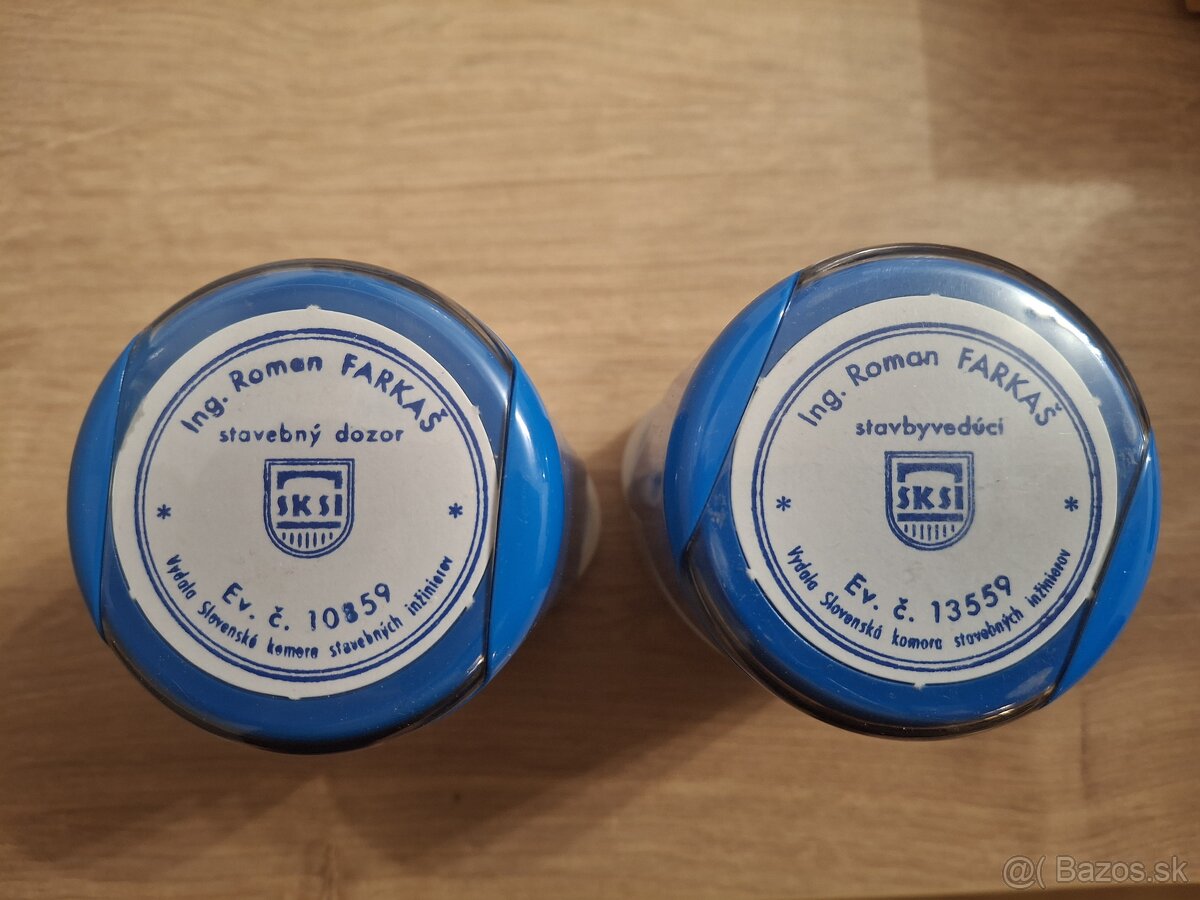 Ing. Roman FARKAŠ
stavebný dozor
SKSI
* *
Ev. č. 10859
Vydala Slovenská komora stavebných inžinierov
Ing. Roman FARKAŠ
stavbyvedúci
SKSI
* *
Ev. č. 13559
Vydala Slovenská komora stavebných inžinierov
@( Bazos.sk